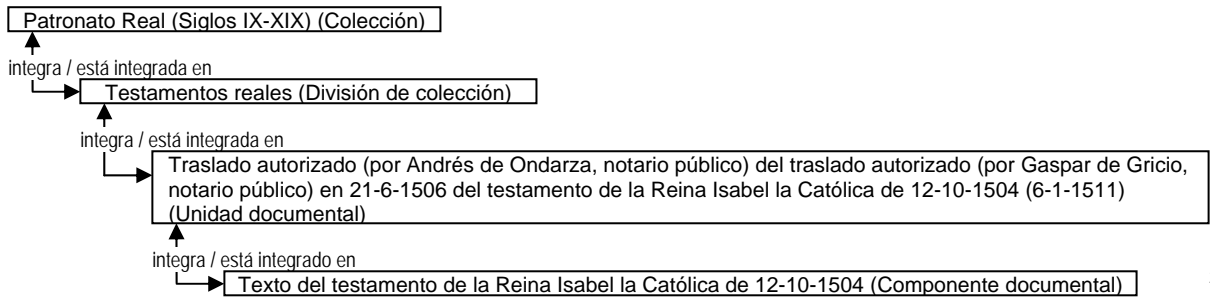 Patronato Real (Siglos IX-XIX) (Colección)
integra / está integrada en
Testamentos reales (División de colección)
integra / está integrada en
Traslado autorizado (por Andrés de Ondarza, notario público) del traslado autorizado (por Gaspar de Gricio,
notario público) en 21-6-1506 del testamento de la Reina Isabel la Católica de 12-10-1504 (6-1-1511)
(Unidad documental)
integra / está integrado en
Texto del testamento de la Reina Isabel la Católica de 12-10-1504 (Componente documental)